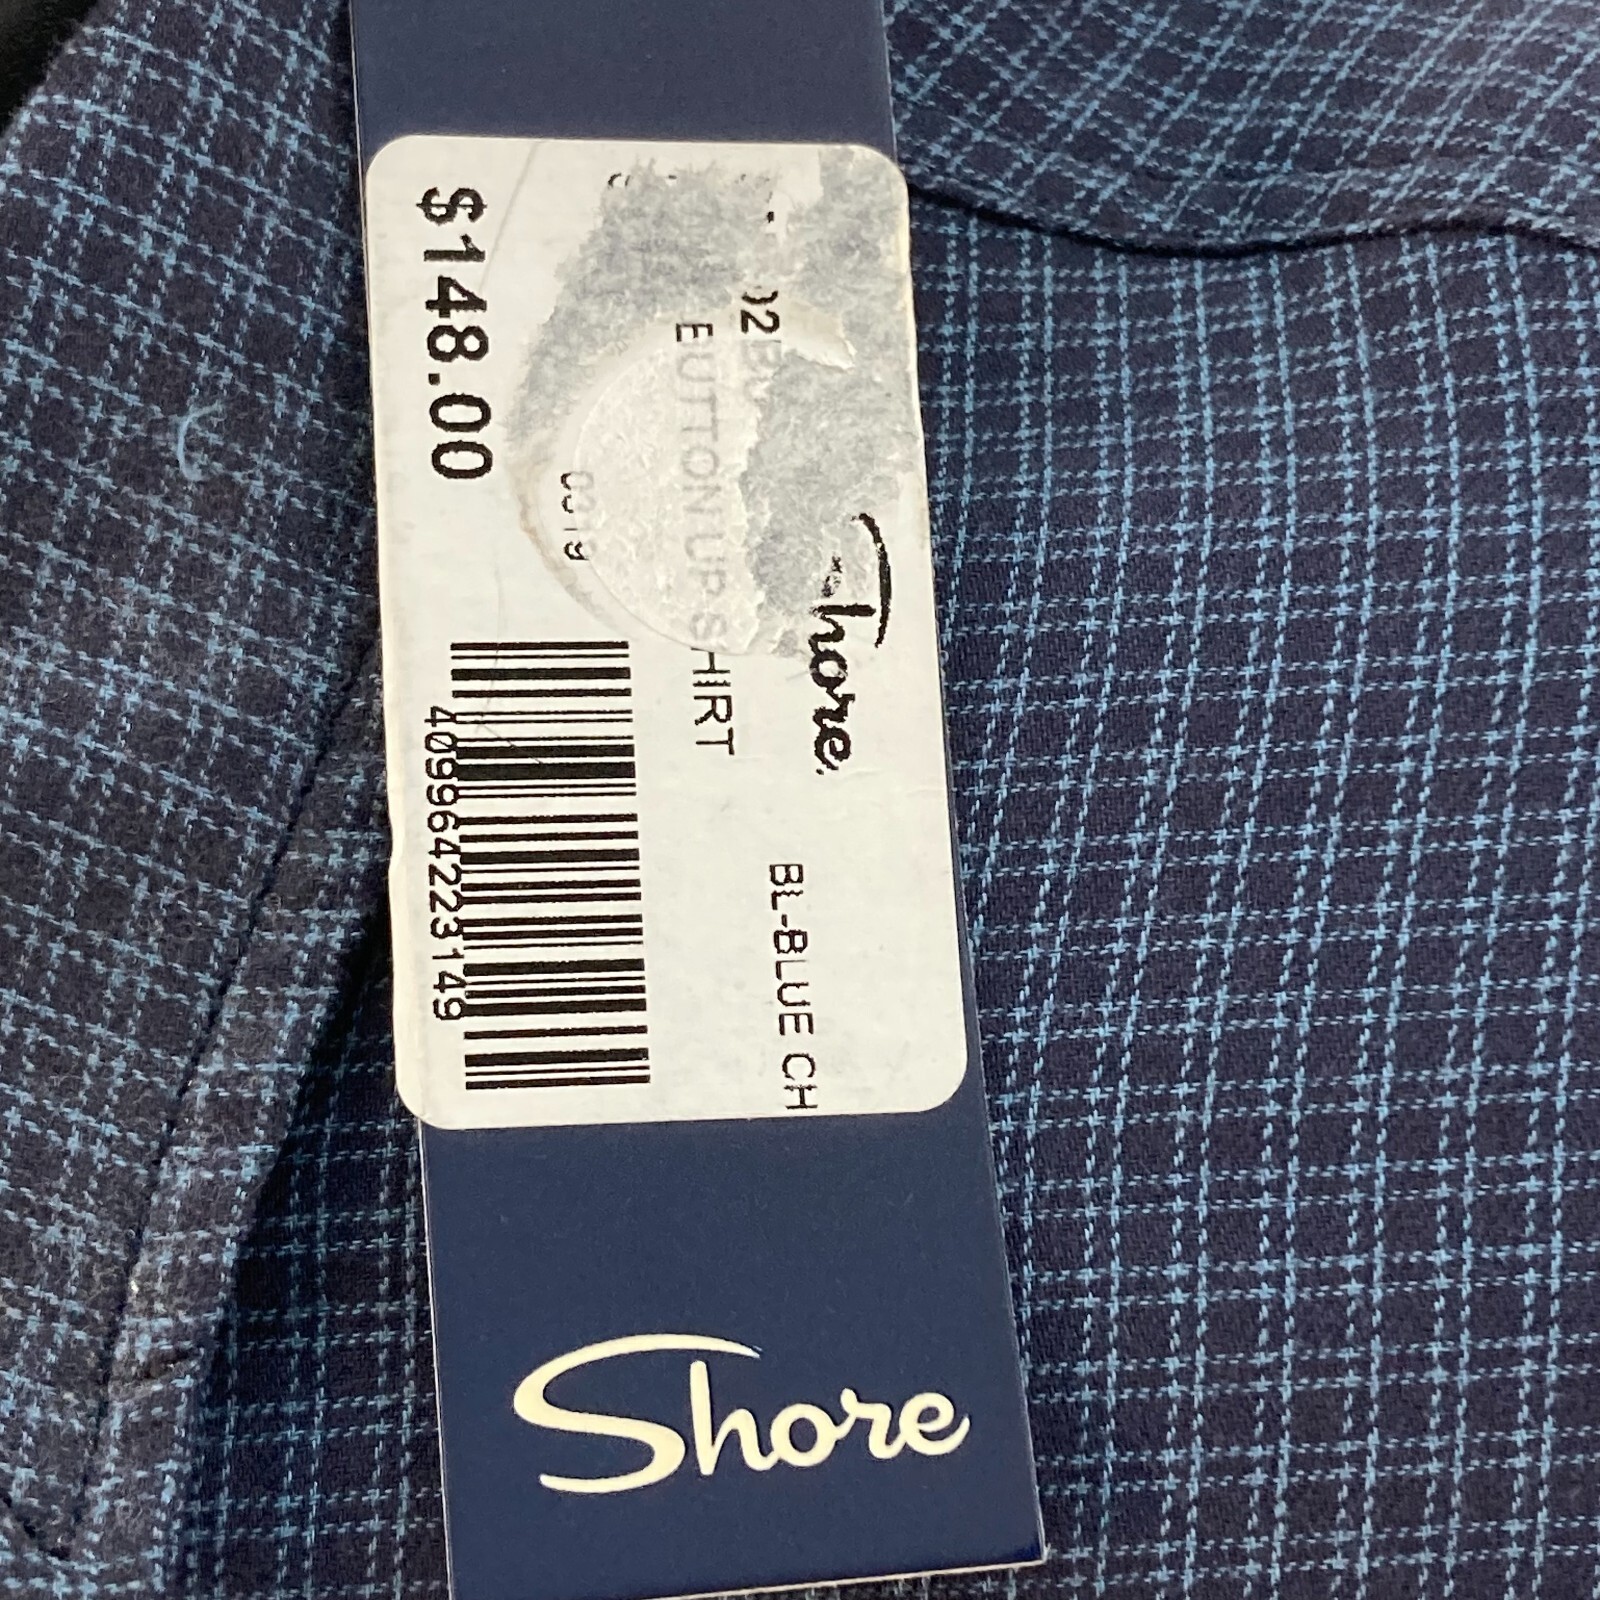 Shore.
BL-BLUE CH
BUTTON UP SHIRT
$148.00
409964223149
Shore